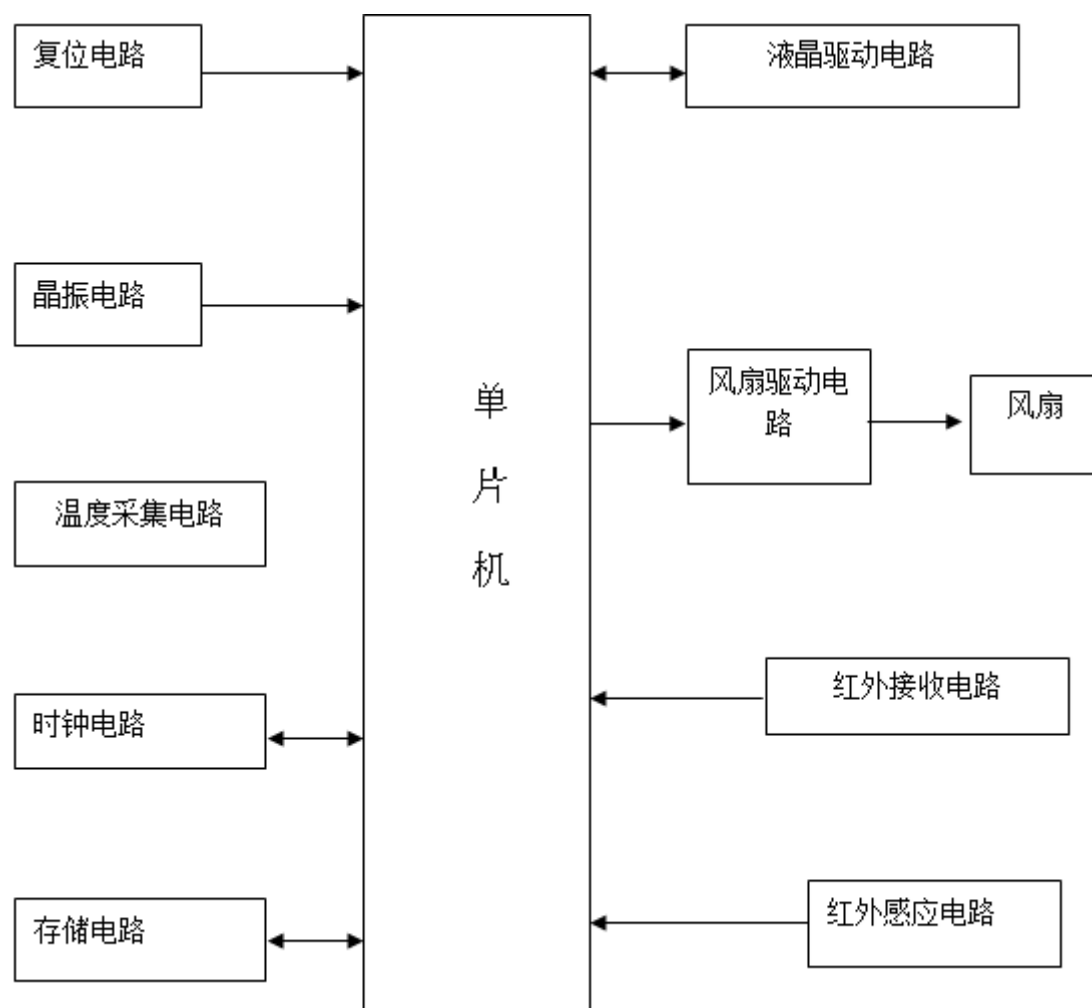 复位电路
液晶驱动电路
晶振电路
风扇驱动电
路
风扇
单
片
机
温度采集电路
红外接收电路
时钟电路
红外感应电路
存储电路